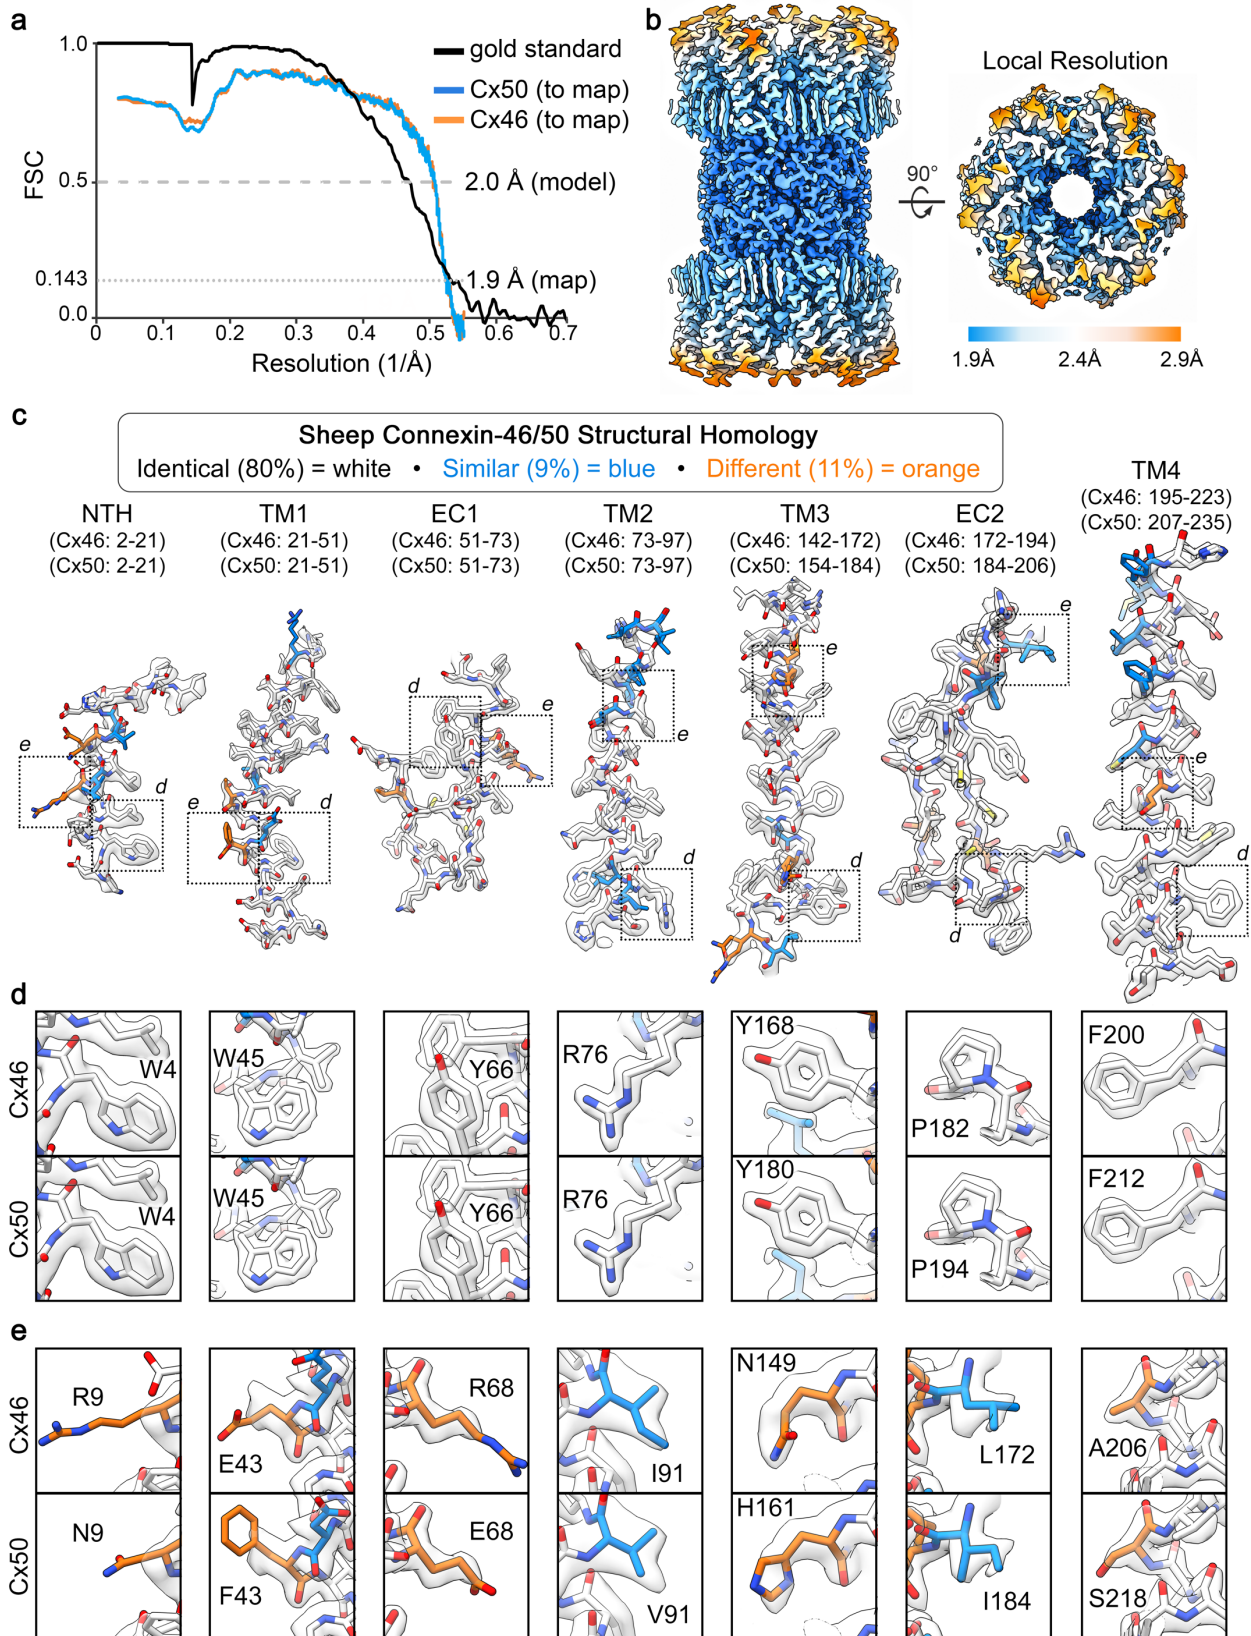 a
1.0
0.5
0.143
0.0
FSC
gold standard
Cx50 (to map)
Cx46 (to map)
2.0 Å (model)
1.9 Å (map)
0
0.1
0.2
0.3
0.4
0.5
0.6
0.7
Resolution (1/Å)
b
90°
Local Resolution
1.9Å
2.4Å
2.9Å
c
Sheep Connexin-46/50 Structural Homology
Identical (80%) = white • Similar (9%) = blue • Different (11%) = orange
NTH
(Cx46: 2-21)
(Cx50: 2-21)
TM1
(Cx46: 21-51)
(Cx50: 21-51)
EC1
(Cx46: 51-73)
(Cx50: 51-73)
TM2
(Cx46: 73-97)
(Cx50: 73-97)
TM3
(Cx46: 142-172)
(Cx50: 154-184)
EC2
(Cx46: 172-194)
(Cx50: 184-206)
TM4
(Cx46: 195-223)
(Cx50: 207-235)
e
d
e
d
d
e
e
d
e
d
e
d
e
d
d
Cx46
W4
W45
Y66
R76
Y168
P182
F200
Cx50
W4
W45
Y66
R76
Y180
P194
F212
e
Cx46
R9
E43
R68
I91
N149
L172
A206
Cx50
N9
F43
E68
V91
H161
I184
S218